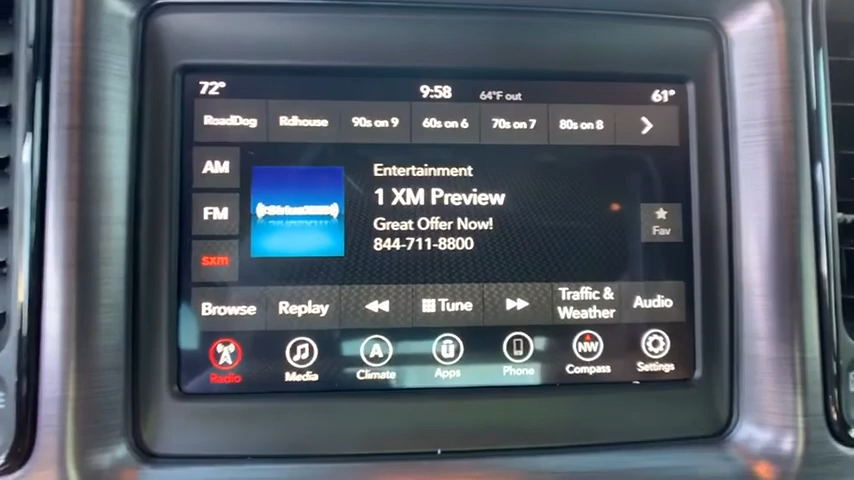 72° 9:58 64°F out 61°
RoadDog Rdhouse 90s on 9 60s on 6 70s on 7 80s on 8
AM
FM
sxm
SiriusXM
Entertainment
1 XM Preview
Great Offer Now!
844-711-8800
Fav
Browse Replay Tune Traffic & Weather Audio
A NW
Radio Media Climate Apps Phone Compass Settings